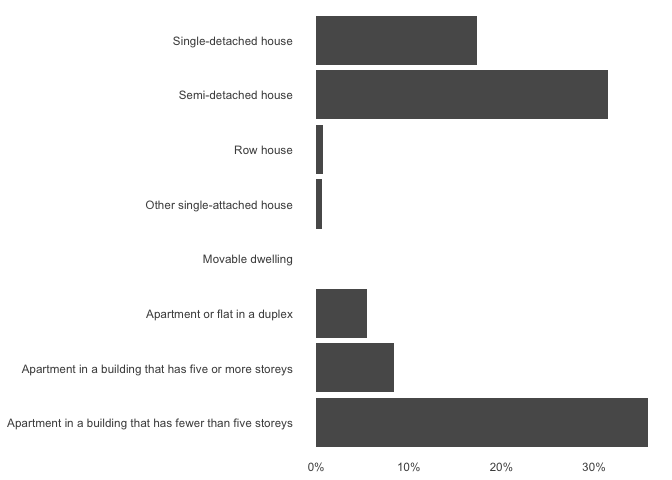 Single-detached house
Semi-detached house
Row house
Other single-attached house
Movable dwelling
Apartment or flat in a duplex
Apartment in a building that has five or more storeys
Apartment in a building that has fewer than five storeys
0% 10% 20% 30%